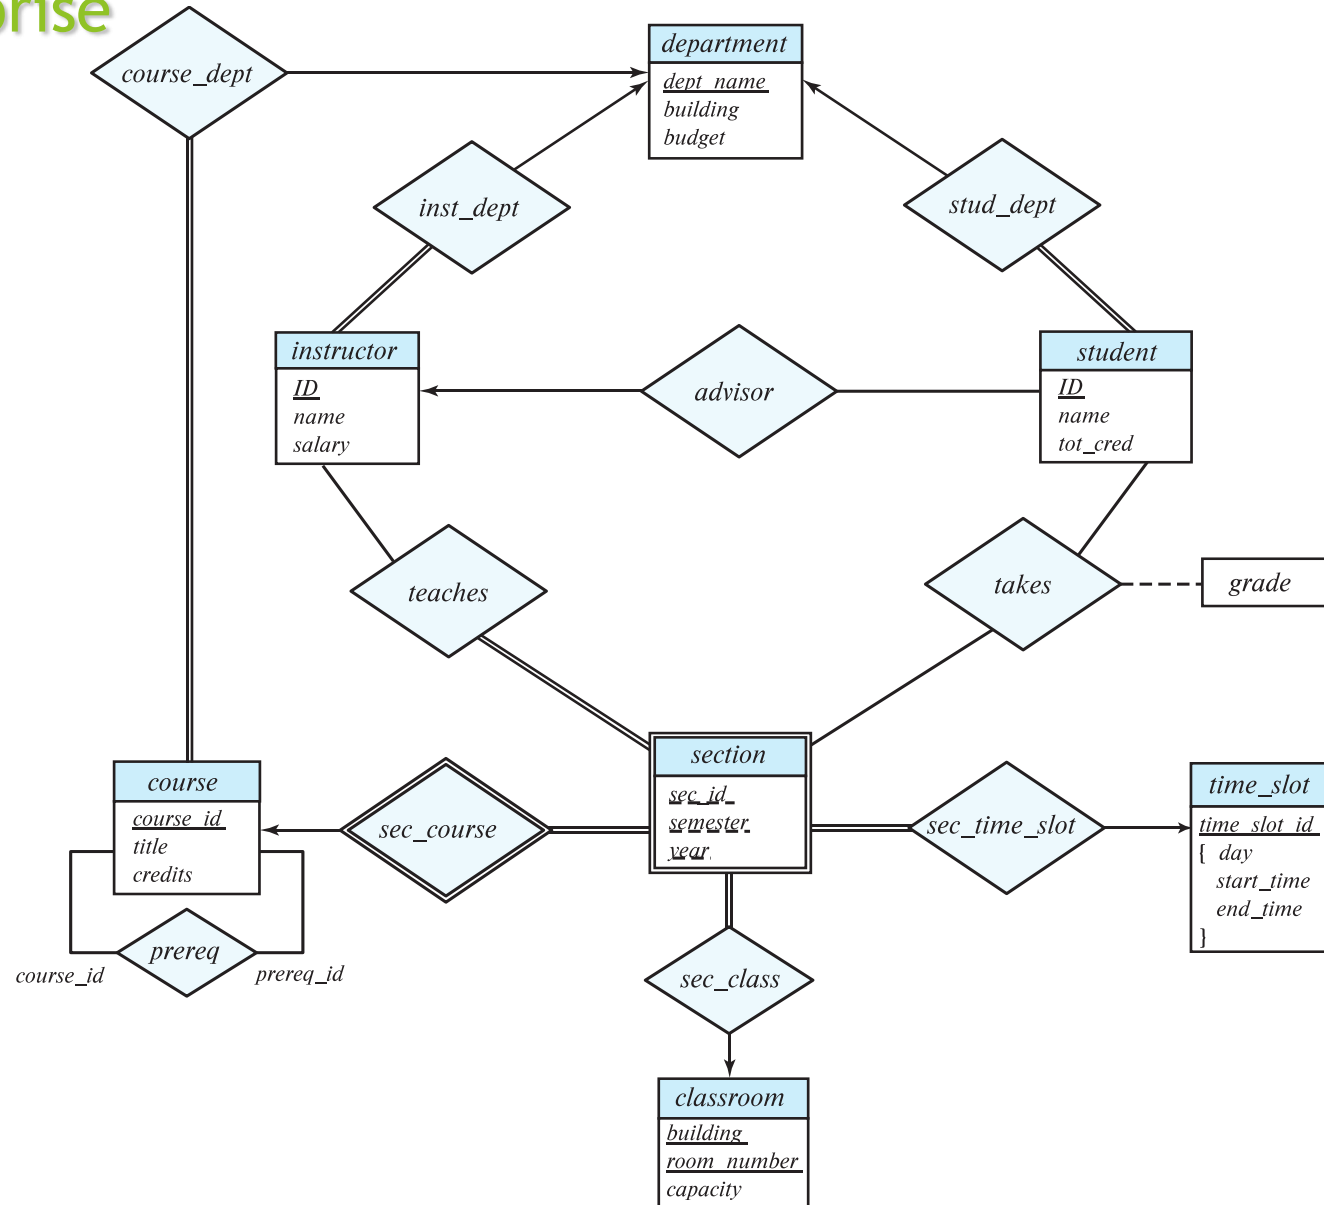 prise
course_dept
department
dept_name
building
budget
inst_dept
stud_dept
instructor
ID
name
salary
advisor
student
ID
name
tot_cred
teaches
takes
grade
course
course_id
title
credits
sec_course
section
sec_id
semester
year
sec_time_slot
time_slot
time_slot_id
{ day
start_time
end_time
}
prereq
course_id
prereq_id
sec_class
classroom
building
room_number
capacity